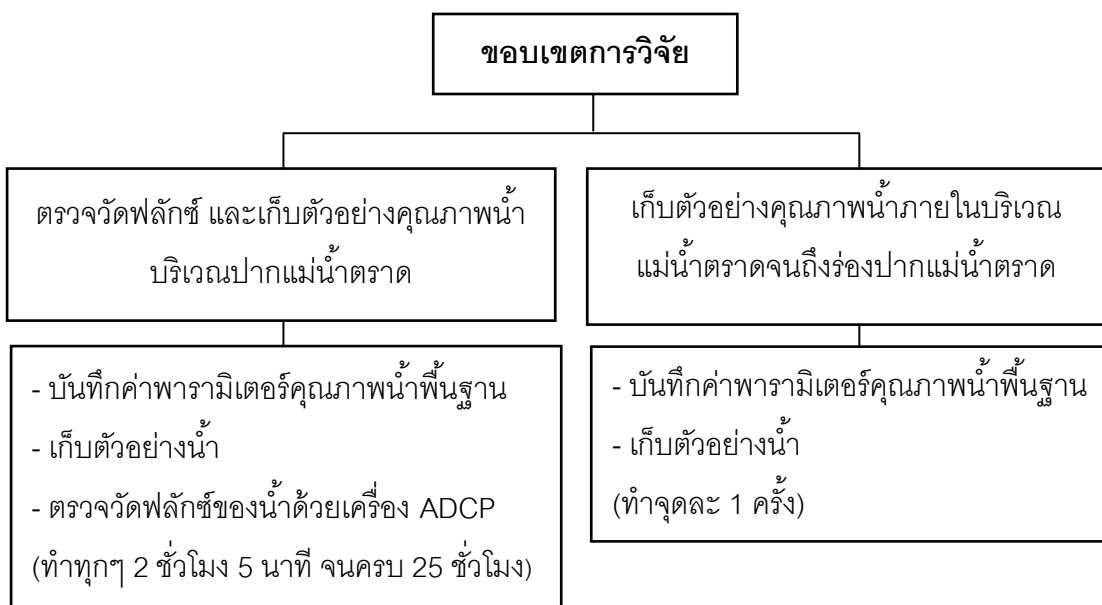 ขอบเขตการวิจัย
ตรวจวัดฟลักซ์ และเก็บตัวอย่างคุณภาพน้ำ
บริเวณปากแม่น้ำตราด
เก็บตัวอย่างคุณภาพน้ำภายในบริเวณ
แม่น้ำตราดจนถึงร่องปากแม่น้ำตราด
- บันทึกค่าพารามิเตอร์คุณภาพน้ำพื้นฐาน
- เก็บตัวอย่างน้ำ
- ตรวจวัดฟลักซ์ของน้ำด้วยเครื่อง ADCP
(ทำทุกๆ 2 ชั่วโมง 5 นาที จนครบ 25 ชั่วโมง)
- บันทึกค่าพารามิเตอร์คุณภาพน้ำพื้นฐาน
- เก็บตัวอย่างน้ำ
(ทำจุดละ 1 ครั้ง)